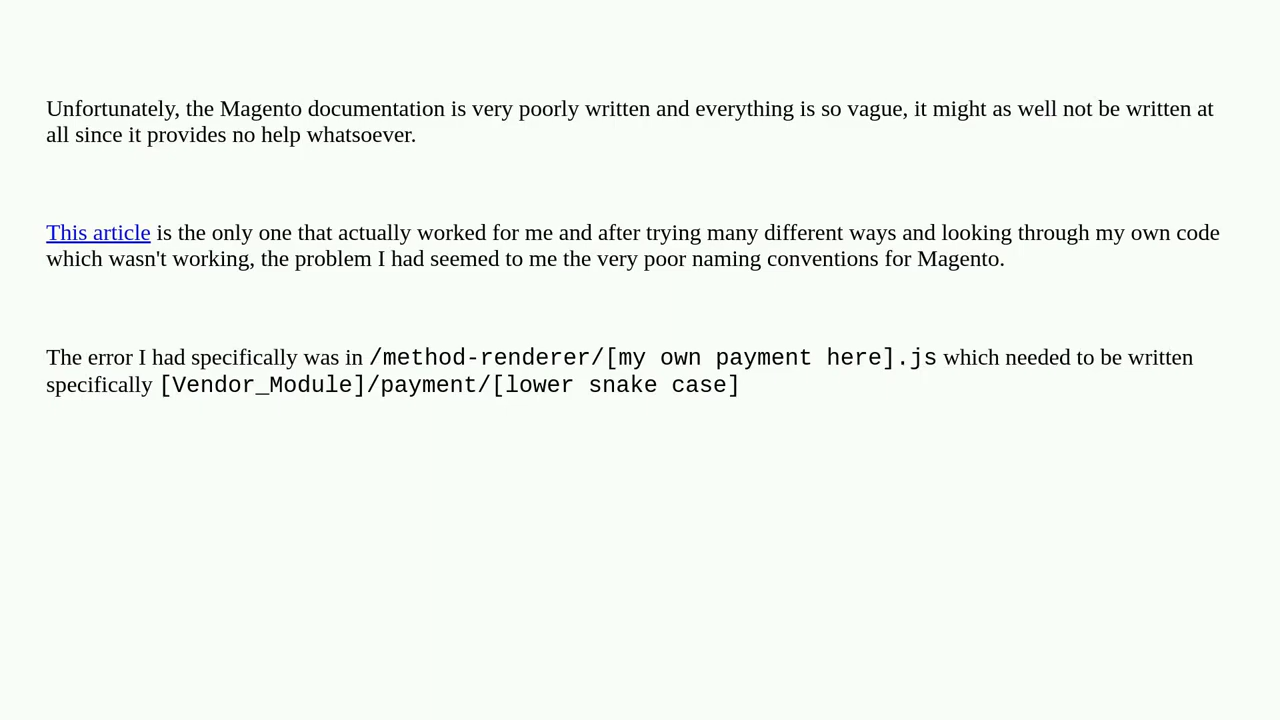 Unfortunately, the Magento documentation is very poorly written and everything is so vague, it might as well not be written at
all since it provides no help whatsoever.
This article is the only one that actually worked for me and after trying many different ways and looking through my own code
which wasn't working, the problem I had seemed to me the very poor naming conventions for Magento.
The error I had specifically was in /method-renderer/[my own payment here].js which needed to be written
specifically [Vendor_Module]/payment/[lower snake case]